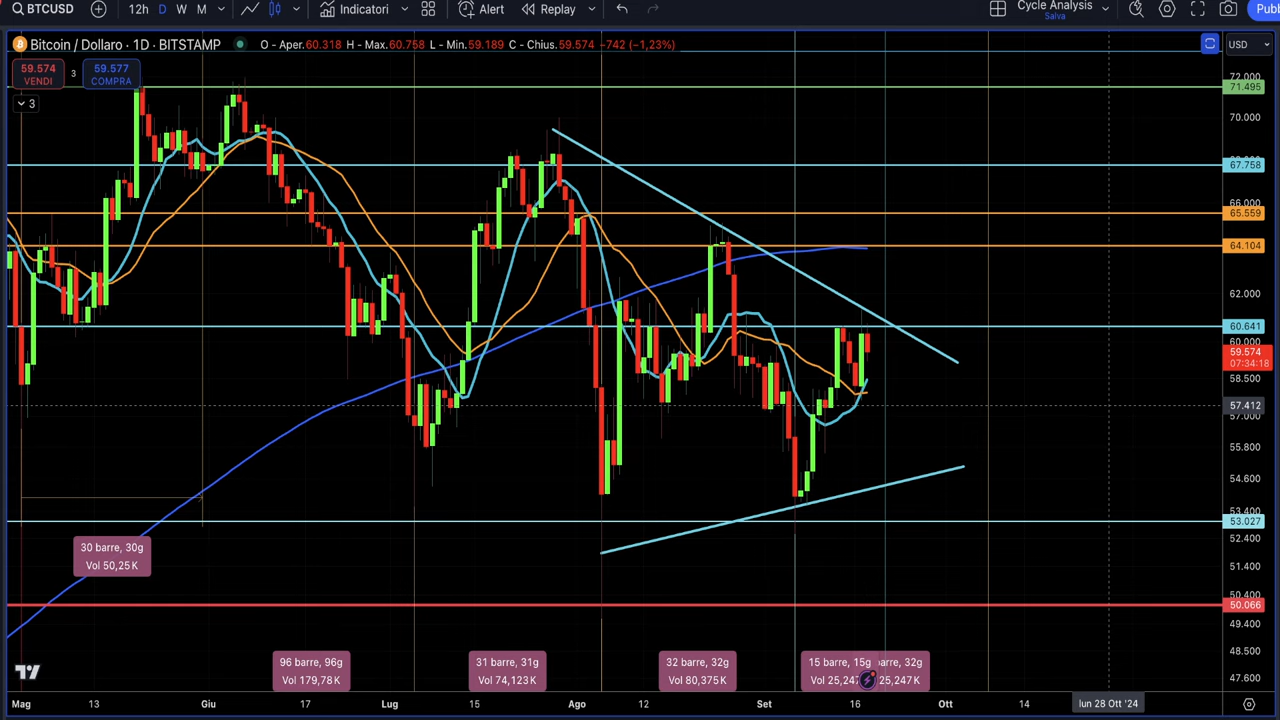 BTCUSD 12h D W M Indicatori Alert Replay Cycle Analysis Salva Pubb
Bitcoin / Dollaro · 1D · BITSTAMP O - Aper.60.318 H - Max.60.758 L - Min.59.189 C - Chius.59.574 -742 (-1,23%) USD
59.574 VENDI 3 59.577 COMPRA
3
72.000
71.495
70.000
67.758
66.000
65.559
64.104
62.000
60.641
60.000
59.574
07:34:18
58.500
57.412
57.000
55.800
54.600
53.400
53.027
52.400
51.400
50.400
50.066
49.400
48.500
47.600
30 barre, 30g
Vol 50,25K
96 barre, 96g
Vol 179,78K
31 barre, 31g
Vol 74,123K
32 barre, 32g
Vol 80,375K
15 barre, 15g
Vol 25,247
arre, 32g
25,247K
Mag 13 Giu 17 Lug 15 Ago 12 Set 16 Ott 14 lun 28 Ott '24